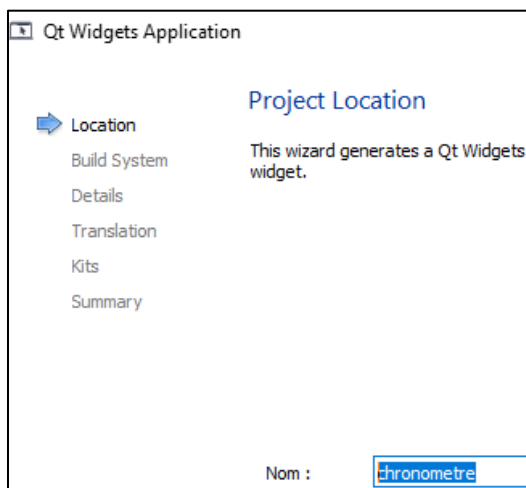 Qt Widgets Application
Location
Build System
Details
Translation
Kits
Summary
Project Location
This wizard generates a Qt Widgets
widget.
Nom :
chronometre